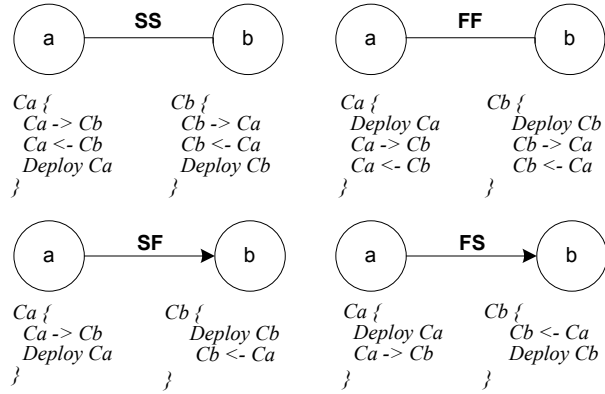 SS
a
b
FF
a
b
Ca {
Ca -> Cb
Ca <- Cb
Deploy Ca
}
Cb {
Cb -> Ca
Cb <- Ca
Deploy Cb
}
Ca {
Deploy Ca
Ca -> Cb
Ca <- Cb
}
Cb {
Deploy Cb
Cb -> Ca
Cb <- Ca
}
SF
a
b
FS
a
b
Ca {
Ca -> Cb
Deploy Ca
}
Cb {
Deploy Cb
Cb <- Ca
}
Ca {
Deploy Ca
Ca -> Cb
}
Cb {
Cb <- Ca
Deploy Cb
}